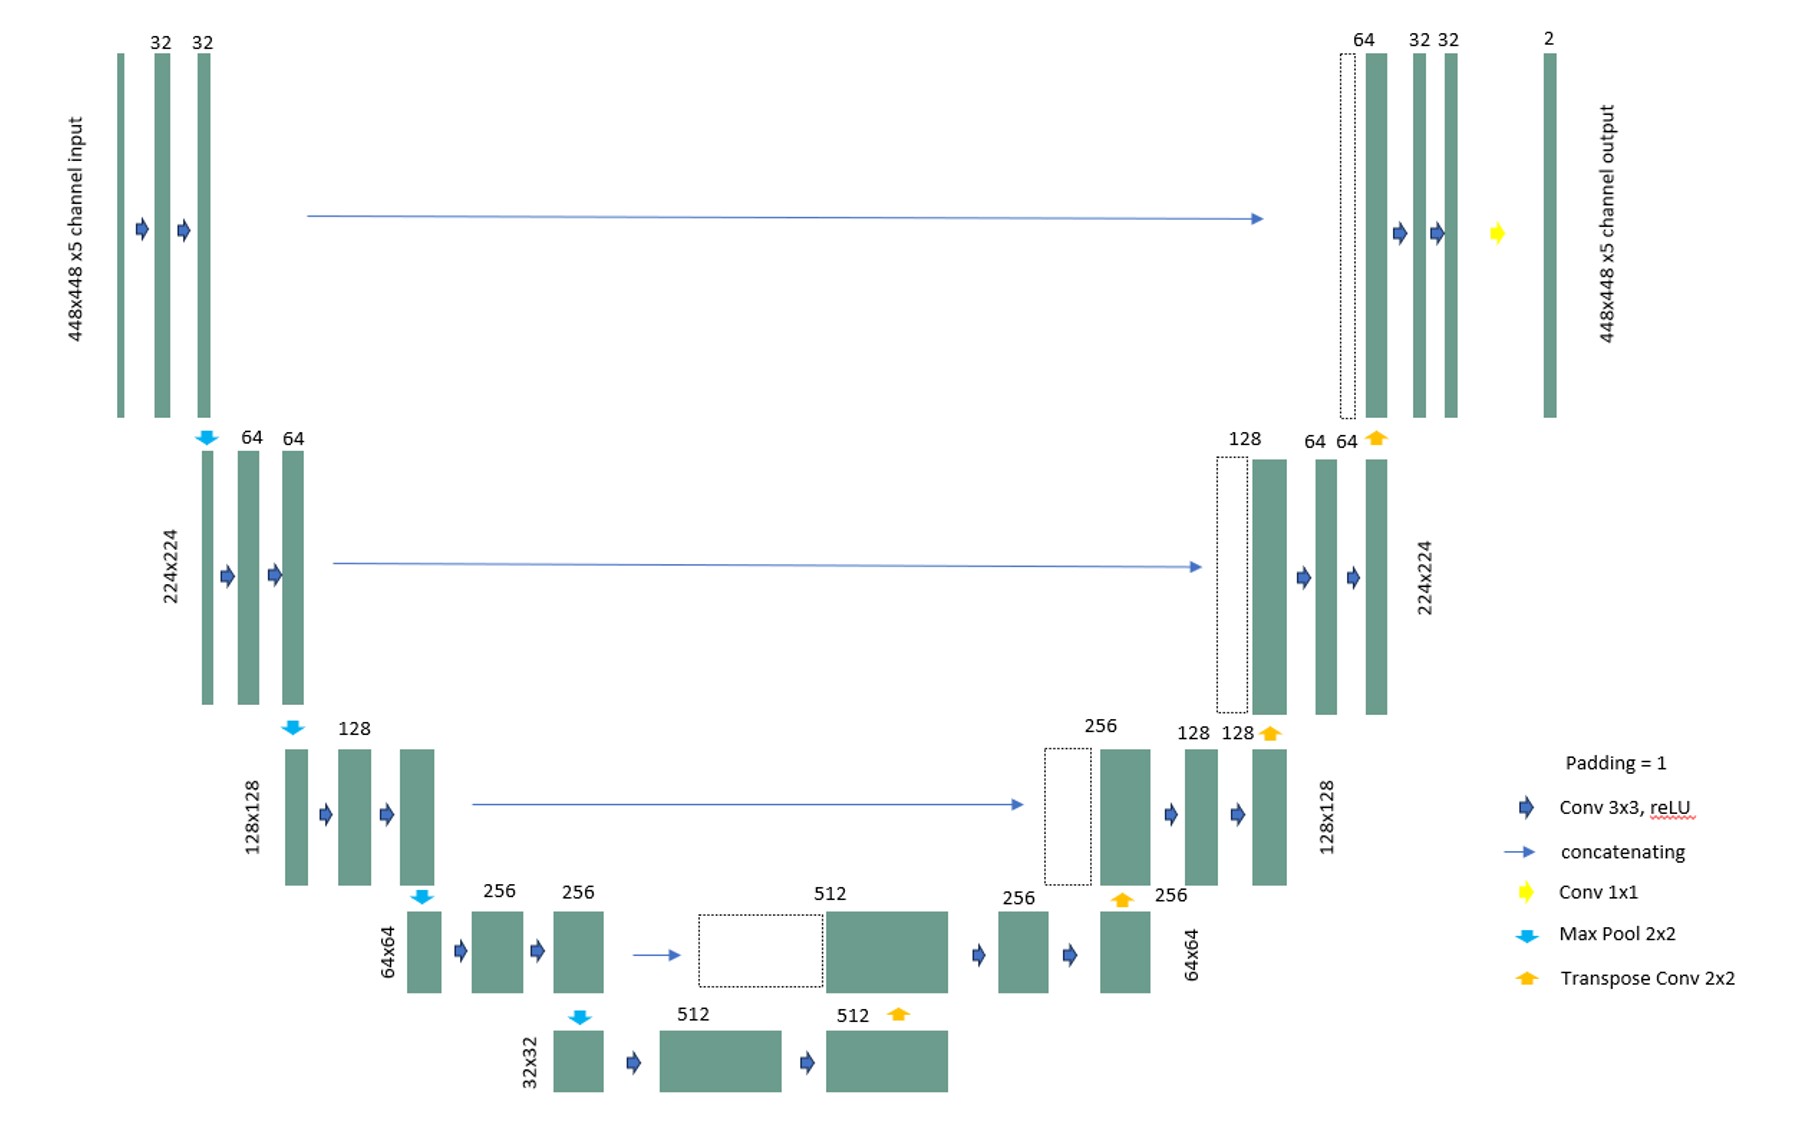 32 32
64 32 32 2
448x448 x5 channel input
448x448 x5 channel output
64 64
128 64 64
224x224
224x224
128
256 128 128
128x128
128x128
256 256
512 256 256
64x64
64x64
512 512
32x32
Padding = 1
Conv 3x3, reLU
concatenating
Conv 1x1
Max Pool 2x2
Transpose Conv 2x2